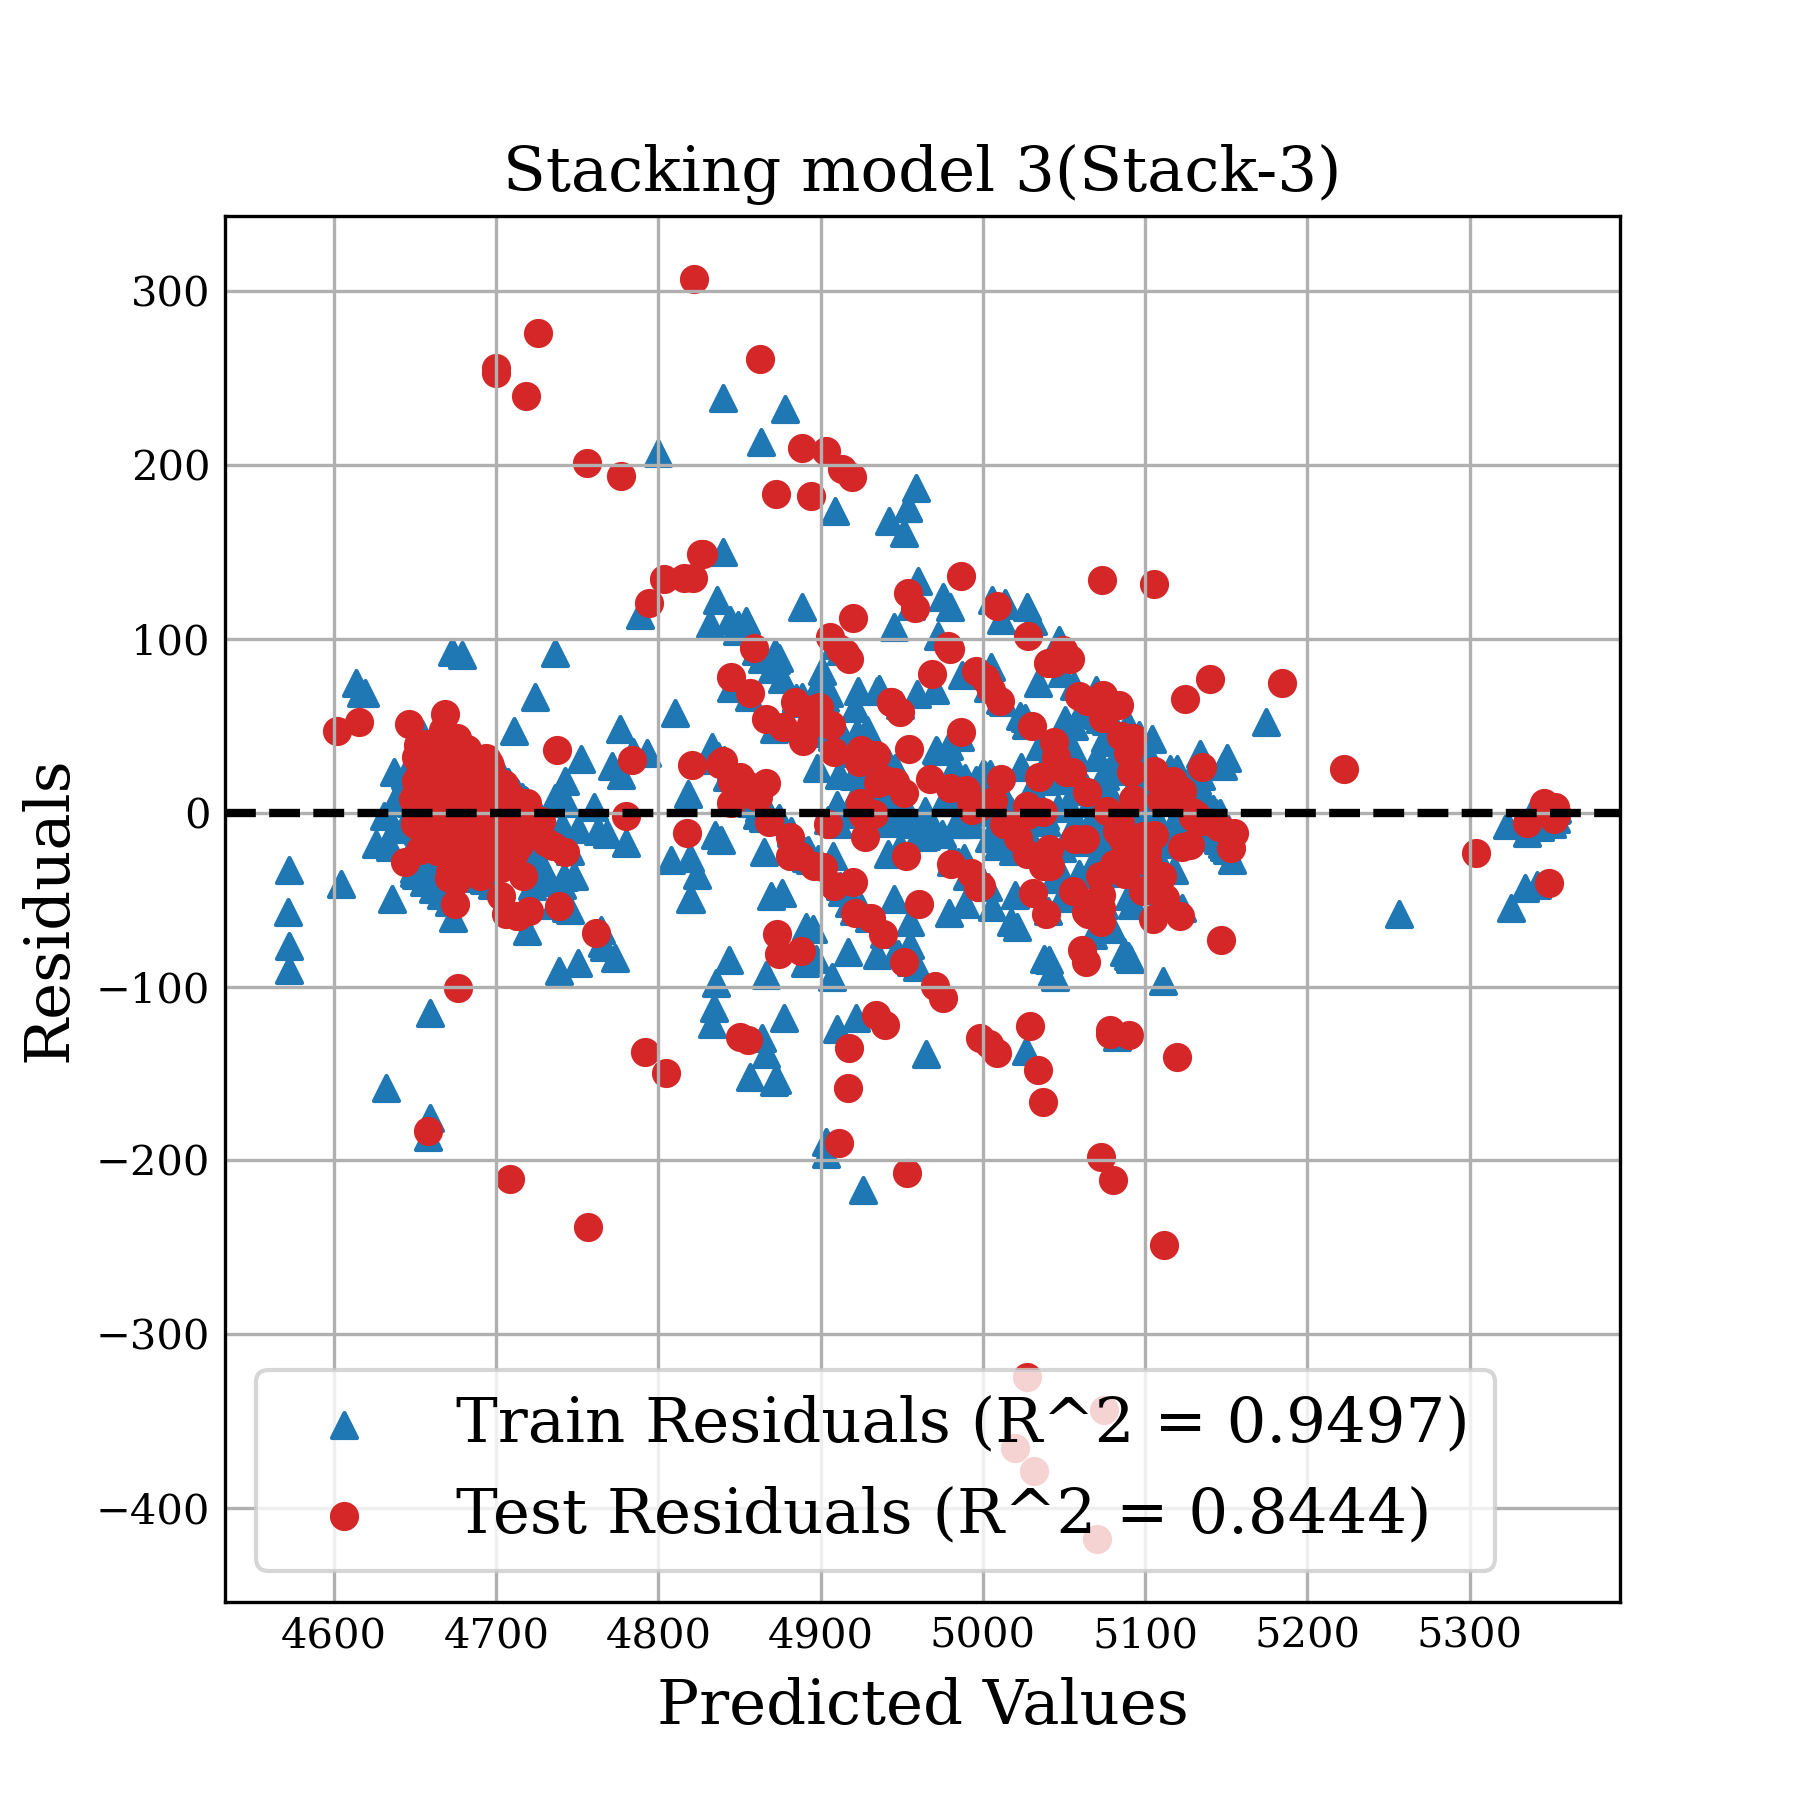 Stacking model 3(Stack-3)
300
200
100
0
−100
−200
−300
−400
Residuals
Train Residuals (R^2 = 0.9497)
Test Residuals (R^2 = 0.8444)
4600 4700 4800 4900 5000 5100 5200 5300
Predicted Values